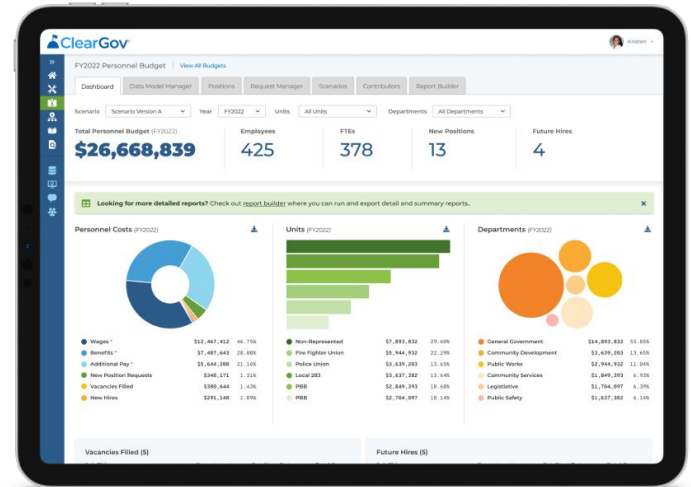 ClearGov
Kristen
FY2022 Personnel Budget | View All Budgets
Dashboard Data Model Manager Positions Request Manager Scenarios Contributors Report Builder
Scenario Scenario Version A Year FY2022 Units All Units Departments All Departments
Total Personnel Budget (FY2022) Employees FTEs New Positions Future Hires
$26,668,839 425 378 13 4
Looking for more detailed reports? Check out report builder where you can run and export detail and summary reports.
Personnel Costs (FY2022) Units (FY2022) Departments (FY2022)
Wages * $12,467,412 46.75% Non-Represented $7,893,832 29.60% General Government $14,893,832 55.85%
Benefits * $7,487,643 28.08% Fire Fighter Union $5,944,932 22.29% Community Development $3,639,203 13.65%
Additional Pay * $5,644,208 21.16% Police Union $3,639,203 13.65% Public Works $2,944,932 11.04%
New Position Requests $348,171 1.31% Local 283 $3,637,382 13.64% Community Services $1,849,393 6.93%
Vacancies Filled $380,644 1.43% PBB $2,849,393 10.68% Legistlative $1,704,097 6.39%
New Hires $291,148 1.09% PBB $2,704,097 10.14% Public Safety $1,637,382 6.14%
Vacancies Filled (5) Future Hires (5)